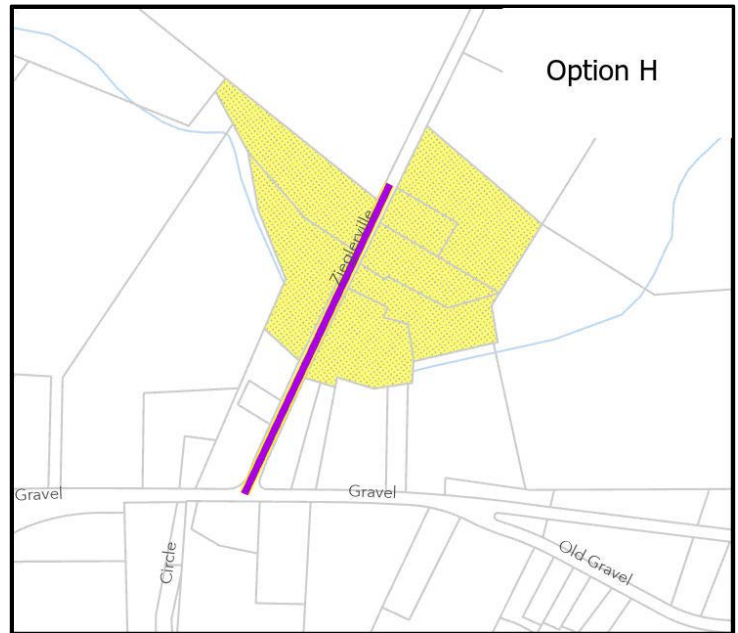 Option H
Zieglerville
Gravel
Gravel
Circle
Old Gravel